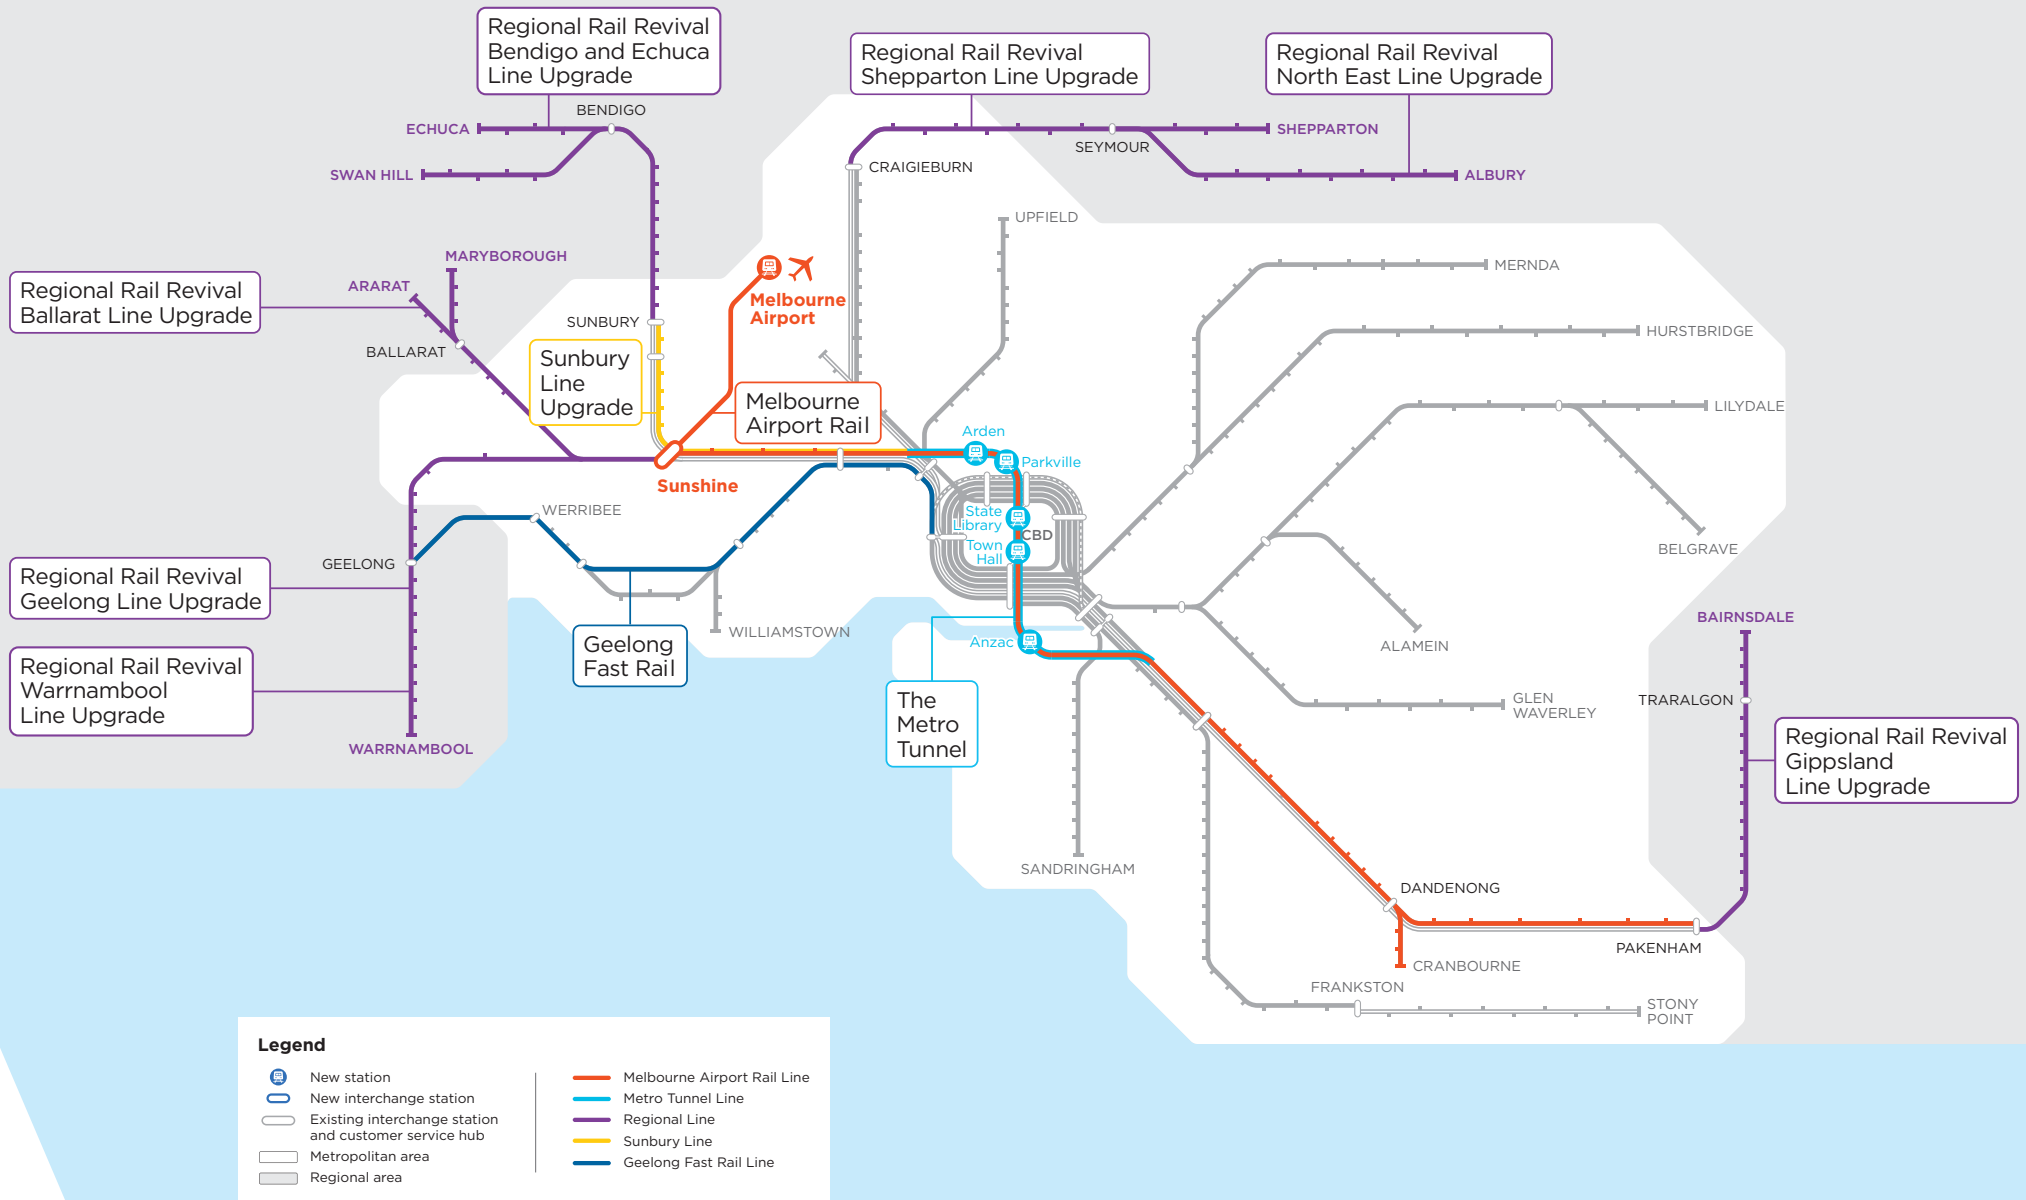 Regional Rail Revival
Bendigo and Echuca
Line Upgrade
Regional Rail Revival
Shepparton Line Upgrade
Regional Rail Revival
North East Line Upgrade
BENDIGO
ECHUCA
SWAN HILL
SEYMOUR
SHEPPARTON
ALBURY
CRAIGIEBURN
UPFIELD
MARYBOROUGH
ARARAT
Regional Rail Revival
Ballarat Line Upgrade
BALLARAT
SUNBURY
Sunbury
Line
Upgrade
Melbourne
Airport
Melbourne
Airport Rail
MERNDA
HURSTBRIDGE
LILYDALE
Arden
Parkville
Sunshine
State
Library
CBD
Town
Hall
WERRIBEE
BELGRAVE
GEELONG
Regional Rail Revival
Geelong Line Upgrade
Geelong
Fast Rail
WILLIAMSTOWN
Anzac
ALAMEIN
BAIRNSDALE
Regional Rail Revival
Warrnambool
Line Upgrade
WARRNAMBOOL
The
Metro
Tunnel
GLEN
WAVERLEY
TRARALGON
Regional Rail Revival
Gippsland
Line Upgrade
SANDRINGHAM
DANDENONG
PAKENHAM
CRANBOURNE
FRANKSTON
STONY
POINT
Legend
New station
New interchange station
Existing interchange station
and customer service hub
Metropolitan area
Regional area
Melbourne Airport Rail Line
Metro Tunnel Line
Regional Line
Sunbury Line
Geelong Fast Rail Line